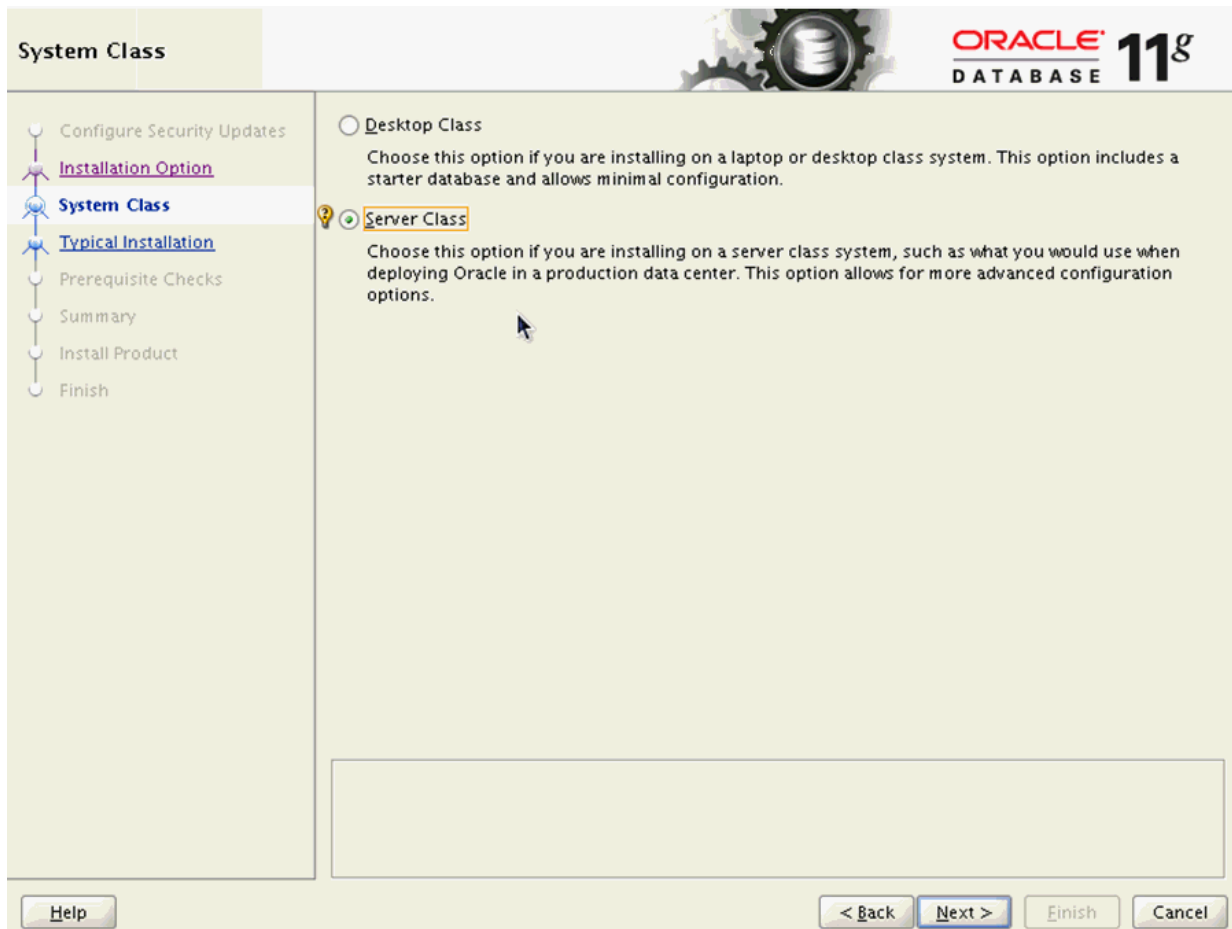 System Class
ORACLE
DATABASE
11g
Configure Security Updates
Installation Option
System Class
Typical Installation
Prerequisite Checks
Summary
Install Product
Finish
Desktop Class
Choose this option if you are installing on a laptop or desktop class system. This option includes a
starter database and allows minimal configuration.
Server Class
Choose this option if you are installing on a server class system, such as what you would use when
deploying Oracle in a production data center. This option allows for more advanced configuration
options.
Help
< Back
Next >
Finish
Cancel